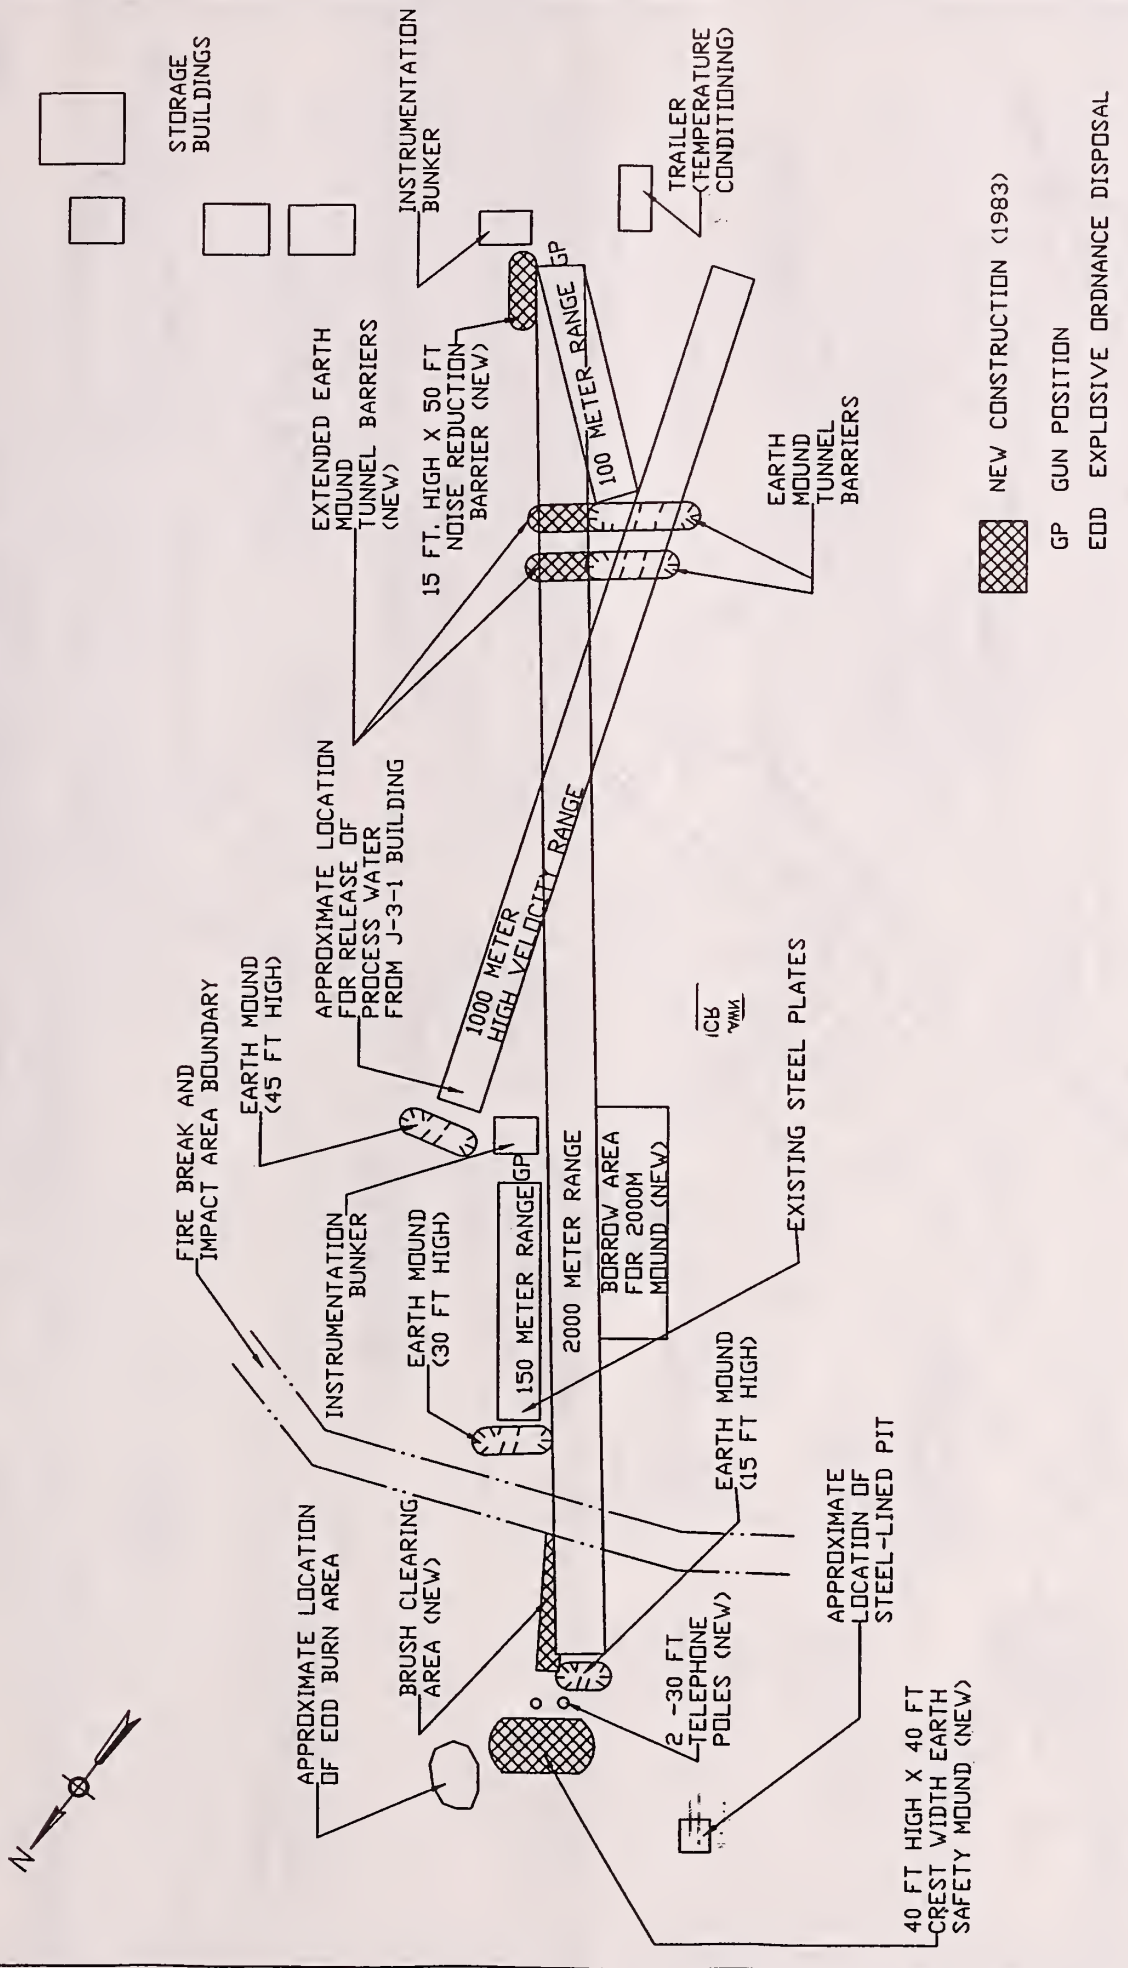 STORAGE
BUILDINGS
INSTRUMENTATION
BUNKER
TRAILER
(TEMPERATURE
CONDITIONING)
EXTENDED EARTH
MOUND
TUNNEL BARRIERS
(NEW)
15 FT. HIGH X 50 FT
NOISE REDUCTION
BARRIER (NEW)
GP
100 METER RANGE
EARTH
MOUND
TUNNEL
BARRIERS
NEW CONSTRUCTION (1983)
GP GUN POSITION
EOD EXPLOSIVE ORDNANCE DISPOSAL
APPROXIMATE LOCATION
FOR RELEASE OF
PROCESS WATER
FROM J-3-1 BUILDING
1000 METER
HIGH VELOCITY RANGE
FIRE BREAK AND
IMPACT AREA BOUNDARY
EARTH MOUND
(45 FT HIGH)
INSTRUMENTATION
BUNKER
EARTH MOUND
(30 FT HIGH)
150 METER RANGE
GP
2000 METER RANGE
BORROW AREA
FOR 2000M
MOUND (NEW)
ICR
EXISTING STEEL PLATES
EARTH MOUND
(15 FT HIGH)
APPROXIMATE LOCATION
OF EOD BURN AREA
BRUSH CLEARING
AREA (NEW)
2 -30 FT
TELEPHONE
POLES (NEW)
APPROXIMATE
LOCATION OF
STEEL-LINED PIT
40 FT HIGH X 40 FT
CREST WIDTH EARTH
SAFETY MOUND (NEW)
N